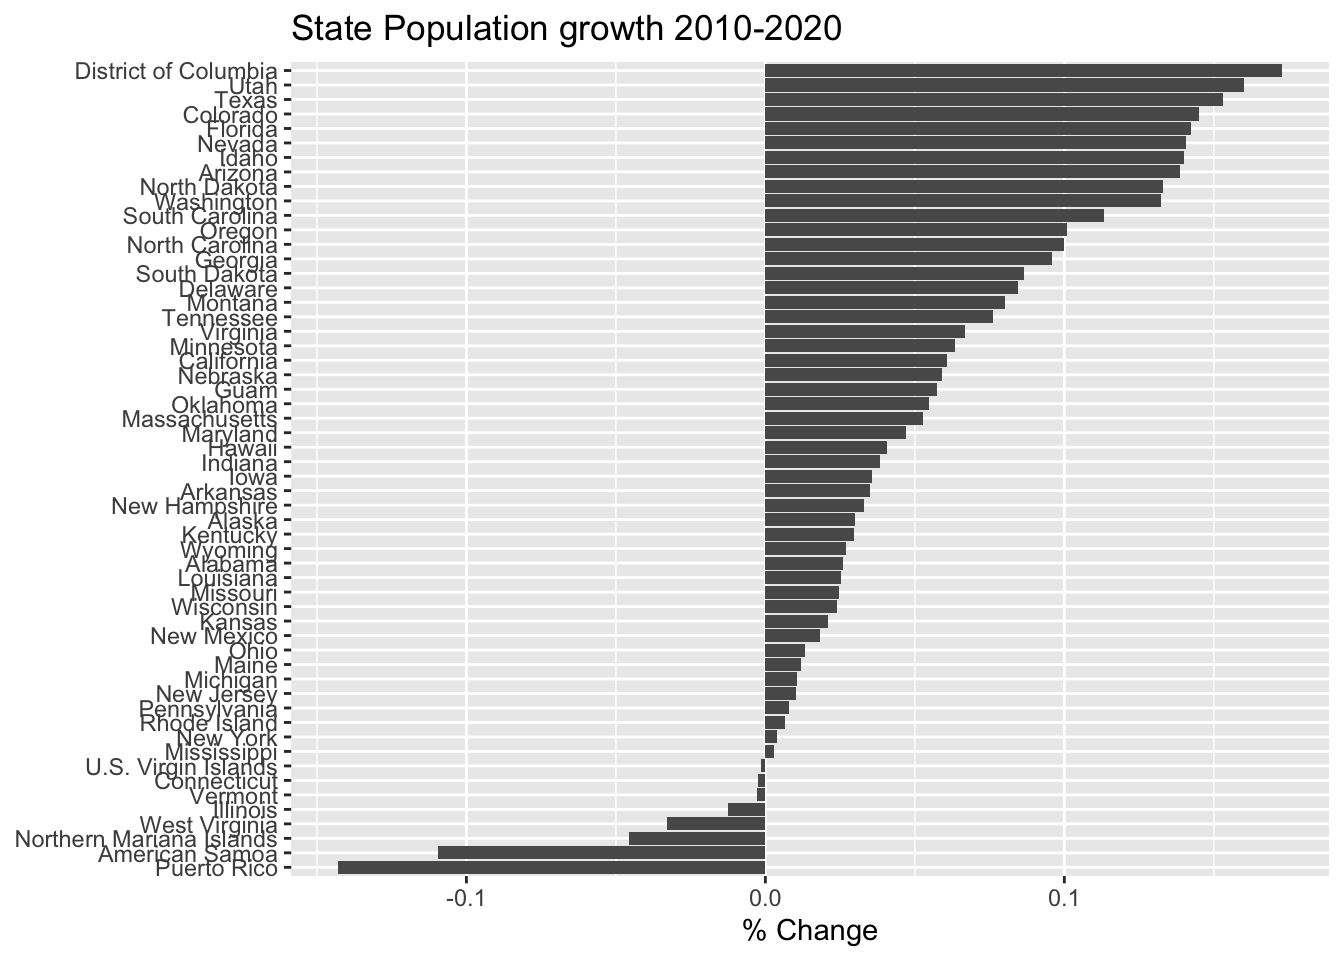 State Population growth 2010-2020
District of Columbia
Utah
Texas
Colorado
Florida
Nevada
Idaho
Arizona
North Dakota
Washington
South Carolina
Oregon
North Carolina
Georgia
South Dakota
Delaware
Montana
Tennessee
Virginia
Minnesota
California
Nebraska
Guam
Oklahoma
Massachusetts
Maryland
Hawaii
Indiana
Iowa
Arkansas
New Hampshire
Alaska
Kentucky
Wyoming
Alabama
Louisiana
Missouri
Wisconsin
Kansas
New Mexico
Ohio
Maine
Michigan
New Jersey
Pennsylvania
Rhode Island
New York
Mississippi
U.S. Virgin Islands
Connecticut
Vermont
Illinois
West Virginia
Northern Mariana Islands
American Samoa
Puerto Rico
-0.1 0.0 0.1
% Change